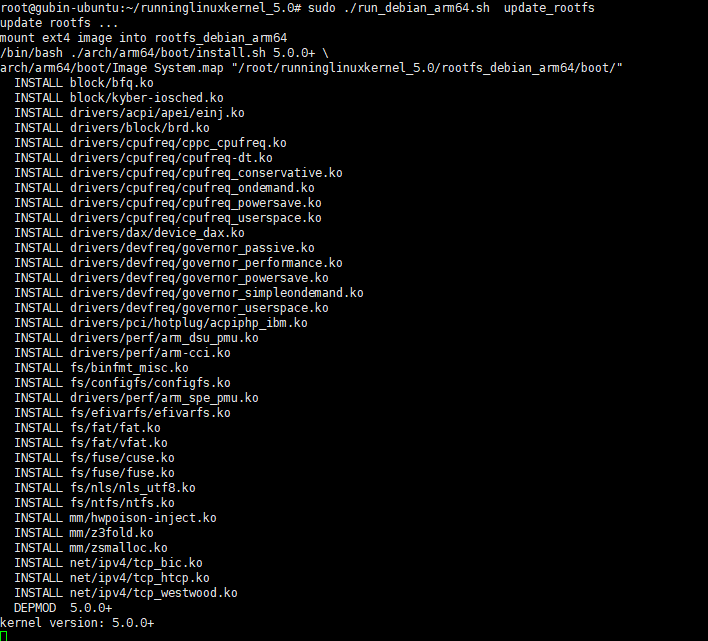 root@gubin-ubuntu:~/runninglinuxkernel_5.0# sudo ./run_debian_arm64.sh  update_rootfs
update rootfs ...
mount ext4 image into rootfs_debian_arm64
/bin/bash ./arch/arm64/boot/install.sh 5.0.0+ \
arch/arm64/boot/Image System.map "/root/runninglinuxkernel_5.0/rootfs_debian_arm64/boot/"
  INSTALL block/bfq.ko
  INSTALL block/kyber-iosched.ko
  INSTALL drivers/acpi/apei/einj.ko
  INSTALL drivers/block/brd.ko
  INSTALL drivers/cpufreq/cppc_cpufreq.ko
  INSTALL drivers/cpufreq/cpufreq-dt.ko
  INSTALL drivers/cpufreq/cpufreq_conservative.ko
  INSTALL drivers/cpufreq/cpufreq_ondemand.ko
  INSTALL drivers/cpufreq/cpufreq_powersave.ko
  INSTALL drivers/cpufreq/cpufreq_userspace.ko
  INSTALL drivers/dax/device_dax.ko
  INSTALL drivers/devfreq/governor_passive.ko
  INSTALL drivers/devfreq/governor_performance.ko
  INSTALL drivers/devfreq/governor_powersave.ko
  INSTALL drivers/devfreq/governor_simpleondemand.ko
  INSTALL drivers/devfreq/governor_userspace.ko
  INSTALL drivers/pci/hotplug/acpiphp_ibm.ko
  INSTALL drivers/perf/arm_dsu_pmu.ko
  INSTALL drivers/perf/arm-cci.ko
  INSTALL fs/binfmt_misc.ko
  INSTALL fs/configfs/configfs.ko
  INSTALL drivers/perf/arm_spe_pmu.ko
  INSTALL fs/efivarfs/efivarfs.ko
  INSTALL fs/fat/fat.ko
  INSTALL fs/fat/vfat.ko
  INSTALL fs/fuse/cuse.ko
  INSTALL fs/fuse/fuse.ko
  INSTALL fs/nls/nls_utf8.ko
  INSTALL fs/ntfs/ntfs.ko
  INSTALL mm/hwpoison-inject.ko
  INSTALL mm/z3fold.ko
  INSTALL mm/zsmalloc.ko
  INSTALL net/ipv4/tcp_bic.ko
  INSTALL net/ipv4/tcp_htcp.ko
  INSTALL net/ipv4/tcp_westwood.ko
  DEPMOD  5.0.0+
kernel version: 5.0.0+